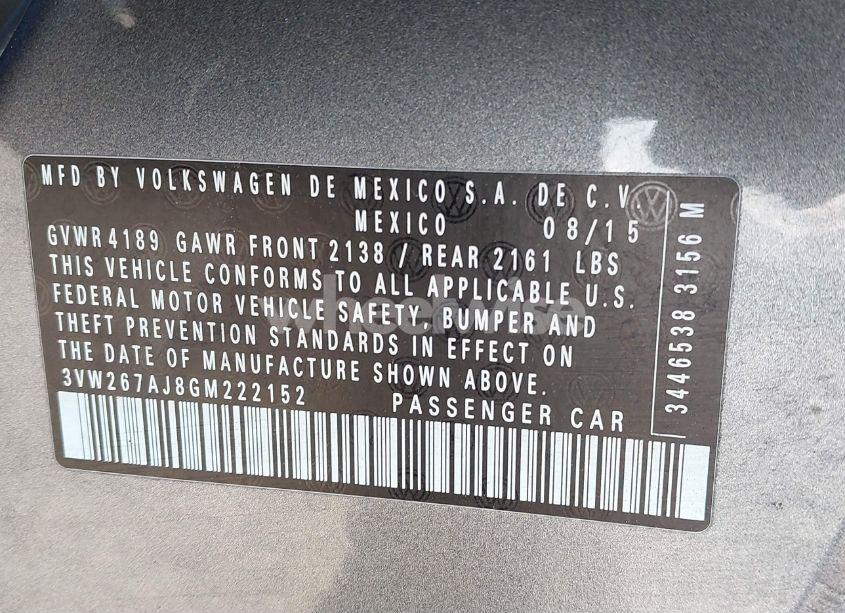 MFD BY VOLKSWAGEN DE MEXICO S.A. DE C.V.
MEXICO 08/15
GVWR 4189 GAWR FRONT 2138 / REAR 2161 LBS
THIS VEHICLE CONFORMS TO ALL APPLICABLE U.S.
FEDERAL MOTOR VEHICLE SAFETY, BUMPER AND
THEFT PREVENTION STANDARDS IN EFFECT ON
THE DATE OF MANUFACTURE SHOWN ABOVE.
3VW267AJ8GM222152 PASSENGER CAR
3446538 3156 M